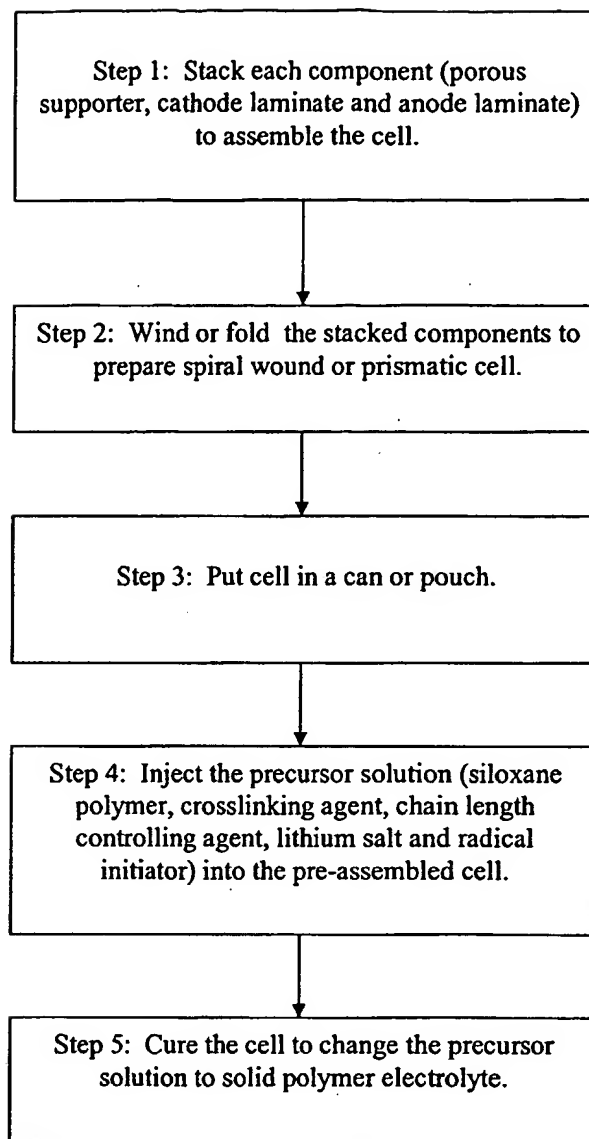 Step 1: Stack each component (porous
supporter, cathode laminate and anode laminate)
to assemble the cell.
Step 2: Wind or fold the stacked components to
prepare spiral wound or prismatic cell.
Step 3: Put cell in a can or pouch.
Step 4: Inject the precursor solution (siloxane
polymer, crosslinking agent, chain length
controlling agent, lithium salt and radical
initiator) into the pre-assembled cell.
Step 5: Cure the cell to change the precursor
solution to solid polymer electrolyte.